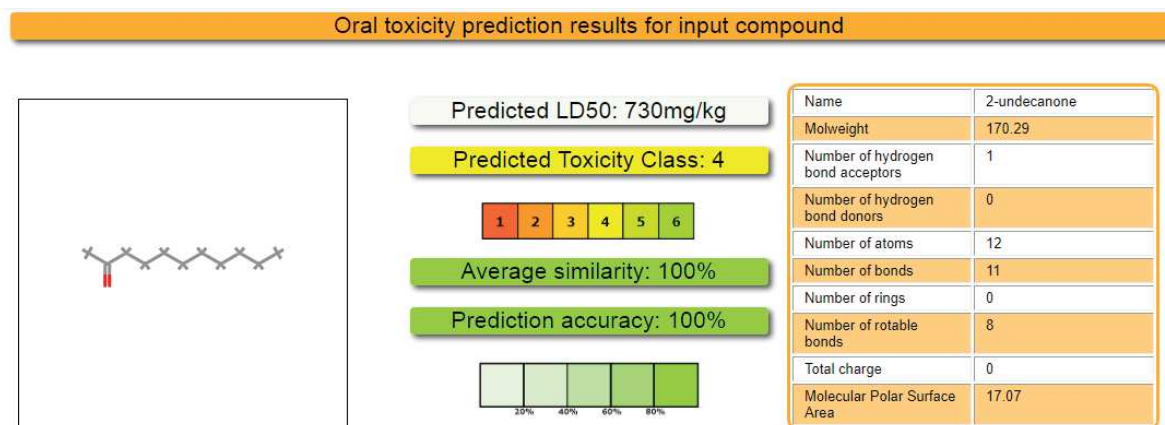 Oral toxicity prediction results for input compound
Predicted LD50: 730mg/kg
Predicted Toxicity Class: 4
1 2 3 4 5 6
Average similarity: 100%
Prediction accuracy: 100%
20% 40% 60% 80%
Name 2-undecanone
Molweight 170.29
Number of hydrogen
bond acceptors 1
Number of hydrogen
bond donors 0
Number of atoms 12
Number of bonds 11
Number of rings 0
Number of rotable
bonds 8
Total charge 0
Molecular Polar Surface
Area 17.07